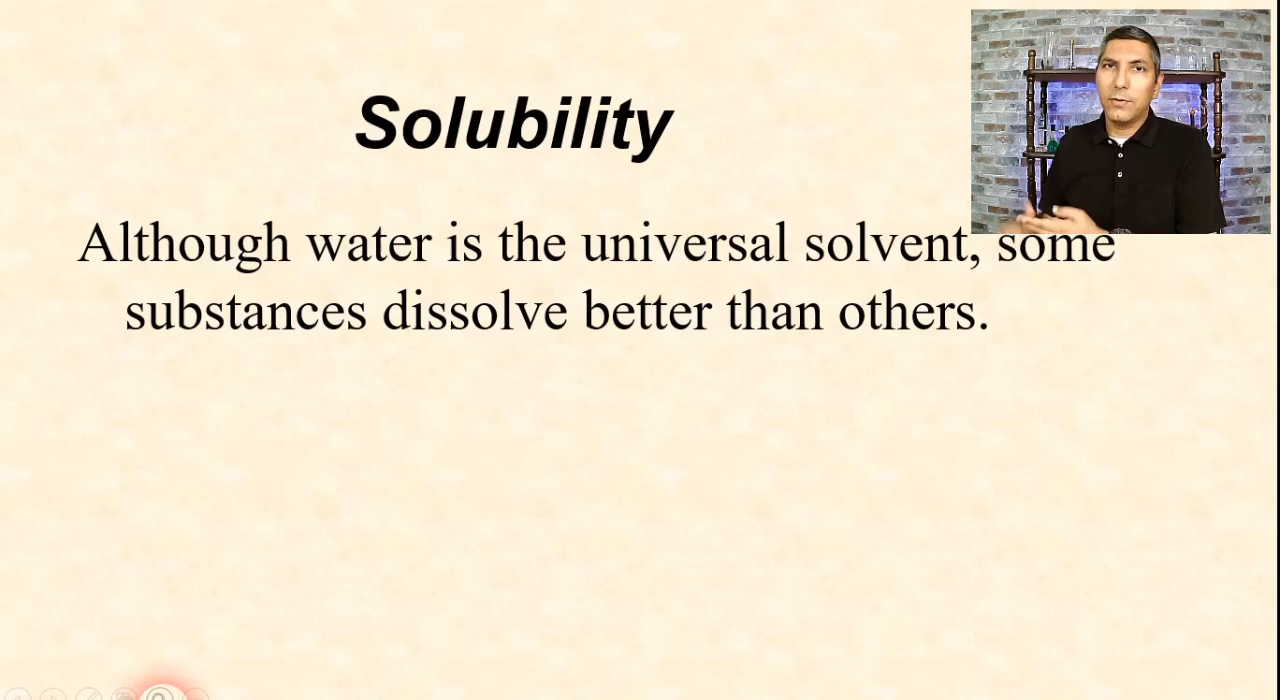 Solubility
Although water is the universal solvent, some
substances dissolve better than others.